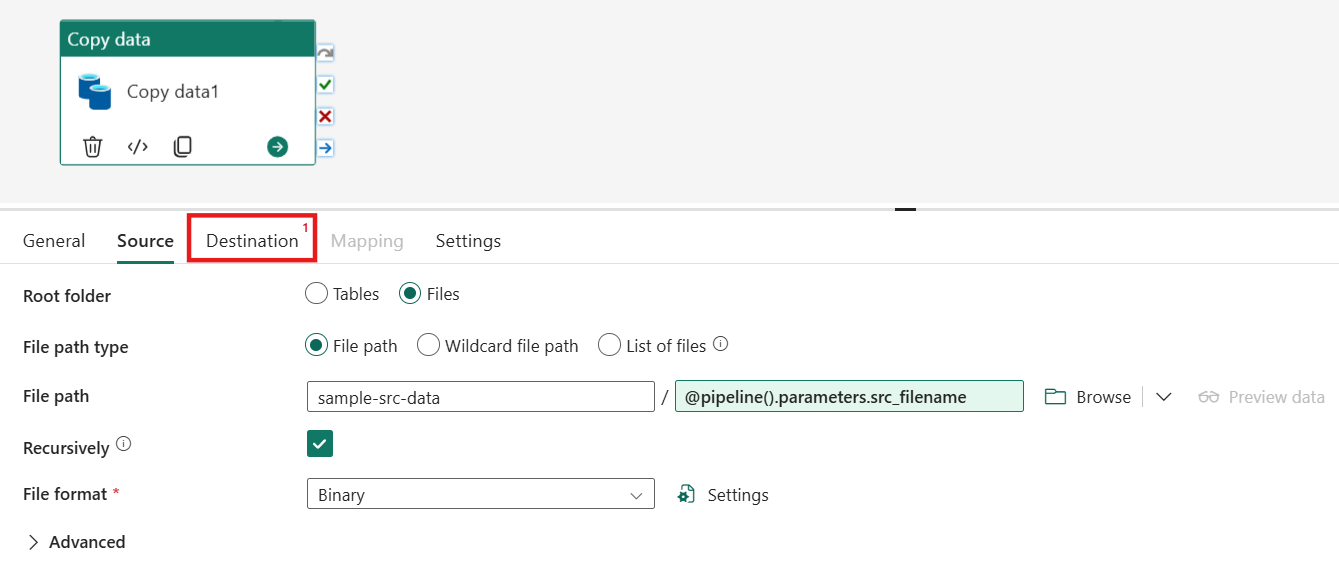 Copy data
Copy data1
General Source Destination 1 Mapping Settings
Root folder Tables Files
File path type File path Wildcard file path List of files
File path sample-src-data / @pipeline().parameters.src_filename Browse Preview data
Recursively
File format * Binary Settings
Advanced